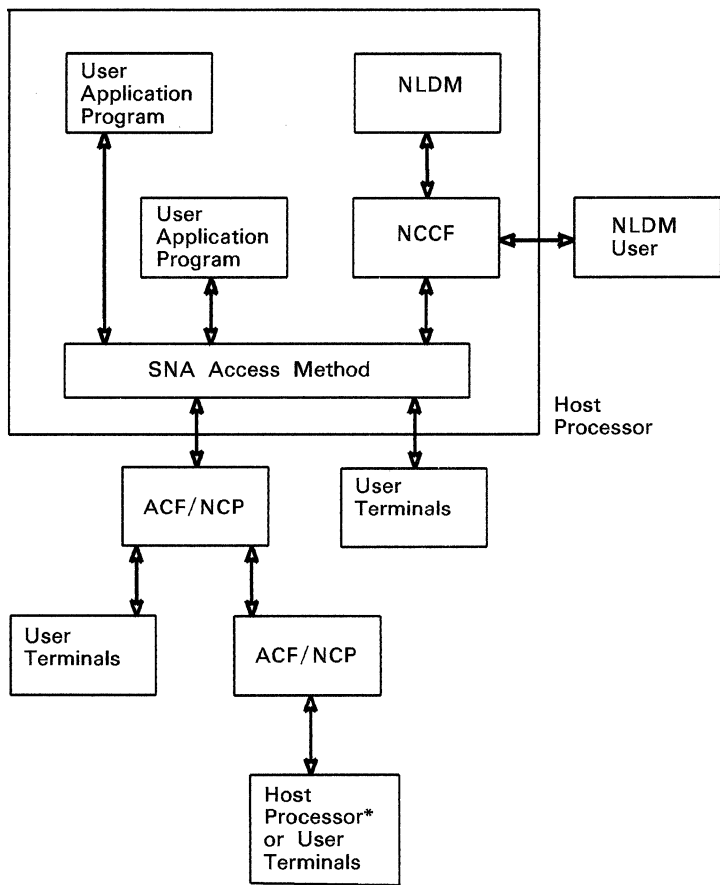 User
Application
Program
NLDM
User
Application
Program
NCCF
NLDM
User
SNA Access Method
Host
Processor
ACF/NCP
User
Terminals
User
Terminals
ACF/NCP
Host
Processor*
or User
Terminals